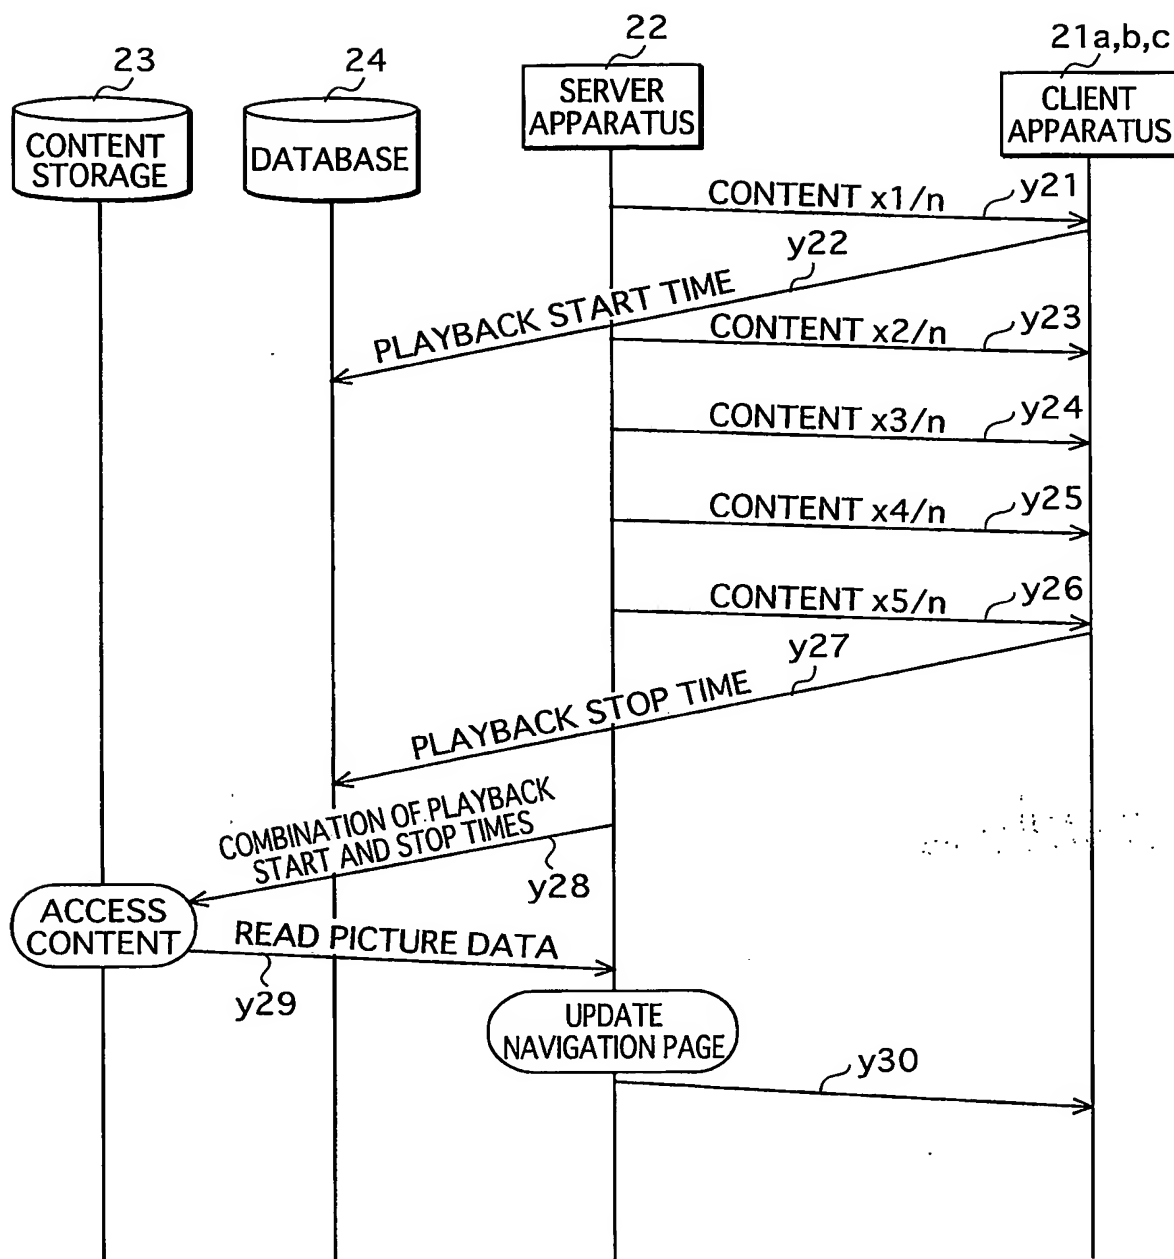 23
24
22
21a,b,c
CONTENT
STORAGE
DATABASE
SERVER
APPARATUS
CLIENT
APPARATUS
CONTENT x1/n
y21
y22
PLAYBACK START TIME
CONTENT x2/n
y23
CONTENT x3/n
y24
CONTENT x4/n
y25
CONTENT x5/n
y26
y27
PLAYBACK STOP TIME
COMBINATION OF PLAYBACK
START AND STOP TIMES
y28
ACCESS
CONTENT
READ PICTURE DATA
y29
UPDATE
NAVIGATION PAGE
y30